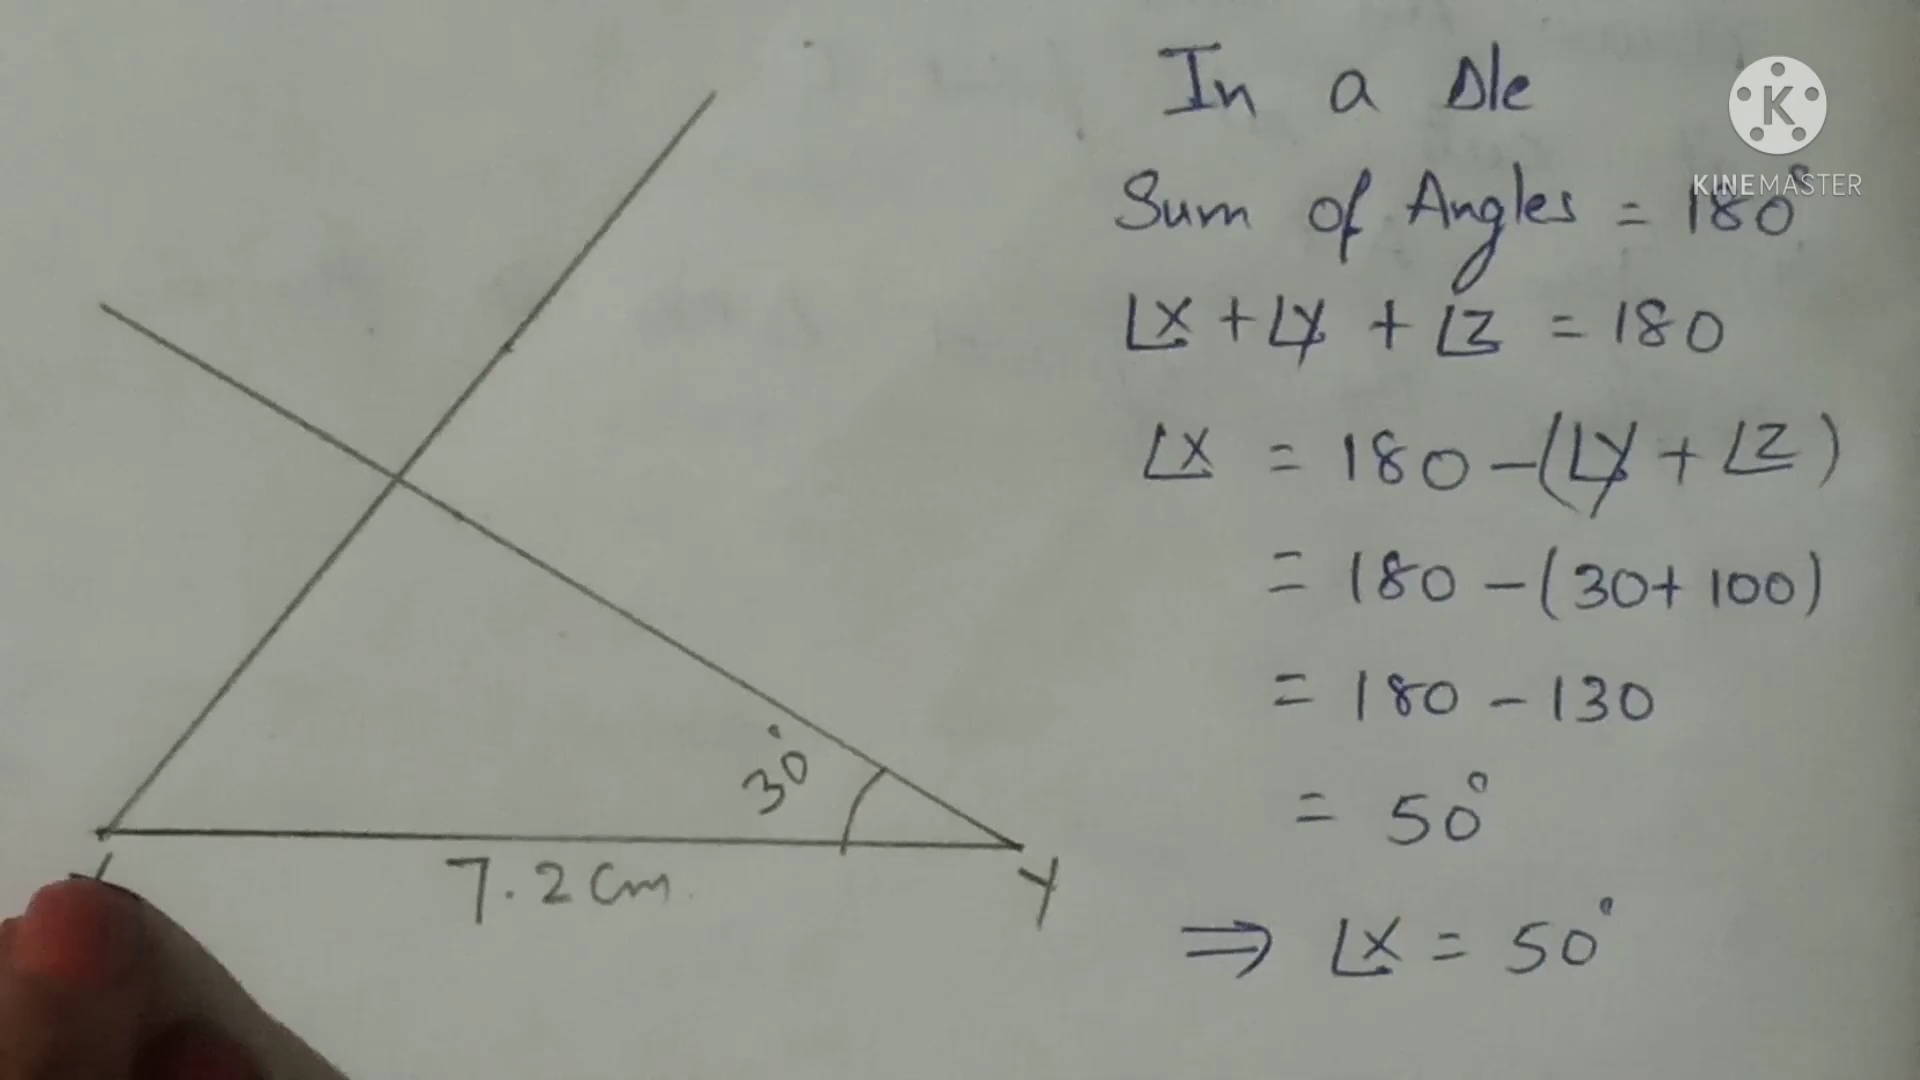 In a Δle
KINEMASTER
Sum of Angles = 180°
∠X + ∠Y + ∠Z = 180
∠X = 180 - (∠Y + ∠Z)
= 180 - (30 + 100)
= 180 - 130
= 50°
⇒ ∠X = 50°
30°
7.2 cm
Y